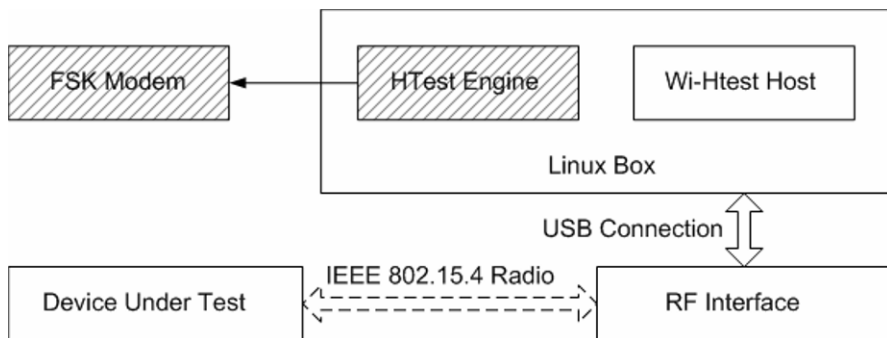 FSK Modem
HTest Engine
Wi-Htest Host
Linux Box
USB Connection
IEEE 802.15.4 Radio
Device Under Test
RF Interface